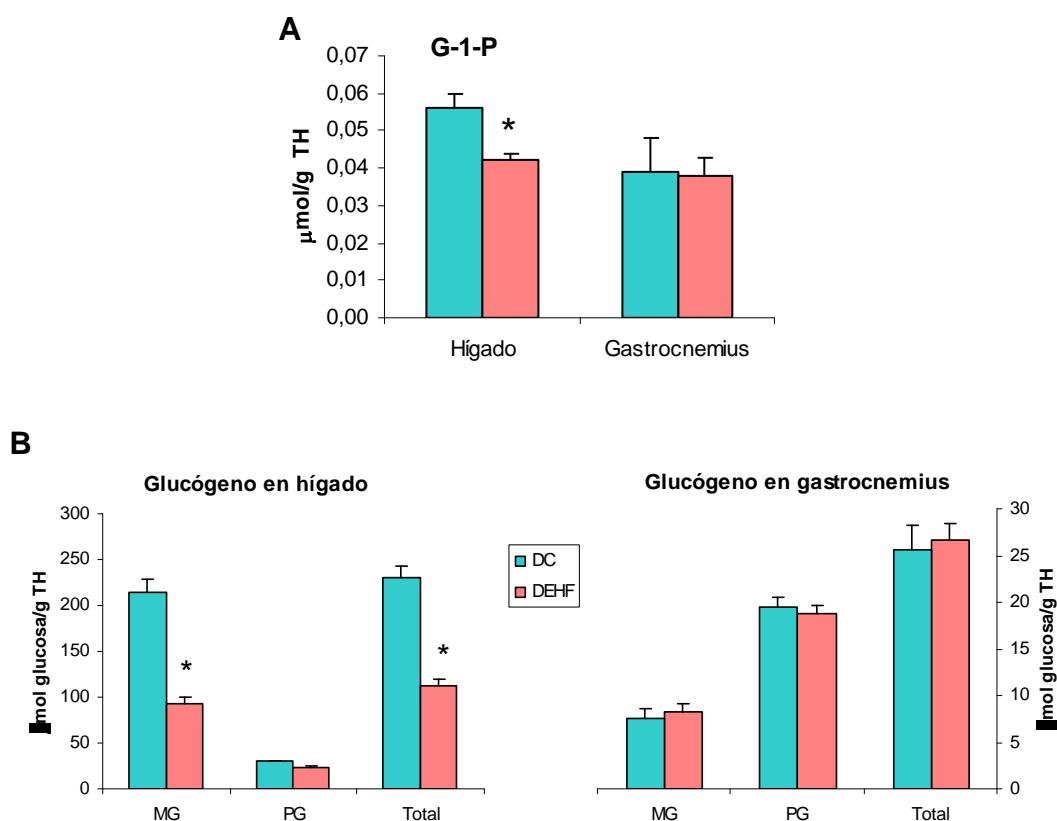 A
G-1-P
0,07
0,06
0,05
0,04
0,03
0,02
0,01
0,00
μmol/g TH
*
Hígado Gastrocnemius
B
Glucógeno en hígado
300
250
200
150
100
50
0
mol glucosa/g TH
*
*
MG PG Total
DC
DEHF
Glucógeno en gastrocnemius
30
25
20
15
10
5
0
mol glucosa/g TH
MG PG Total